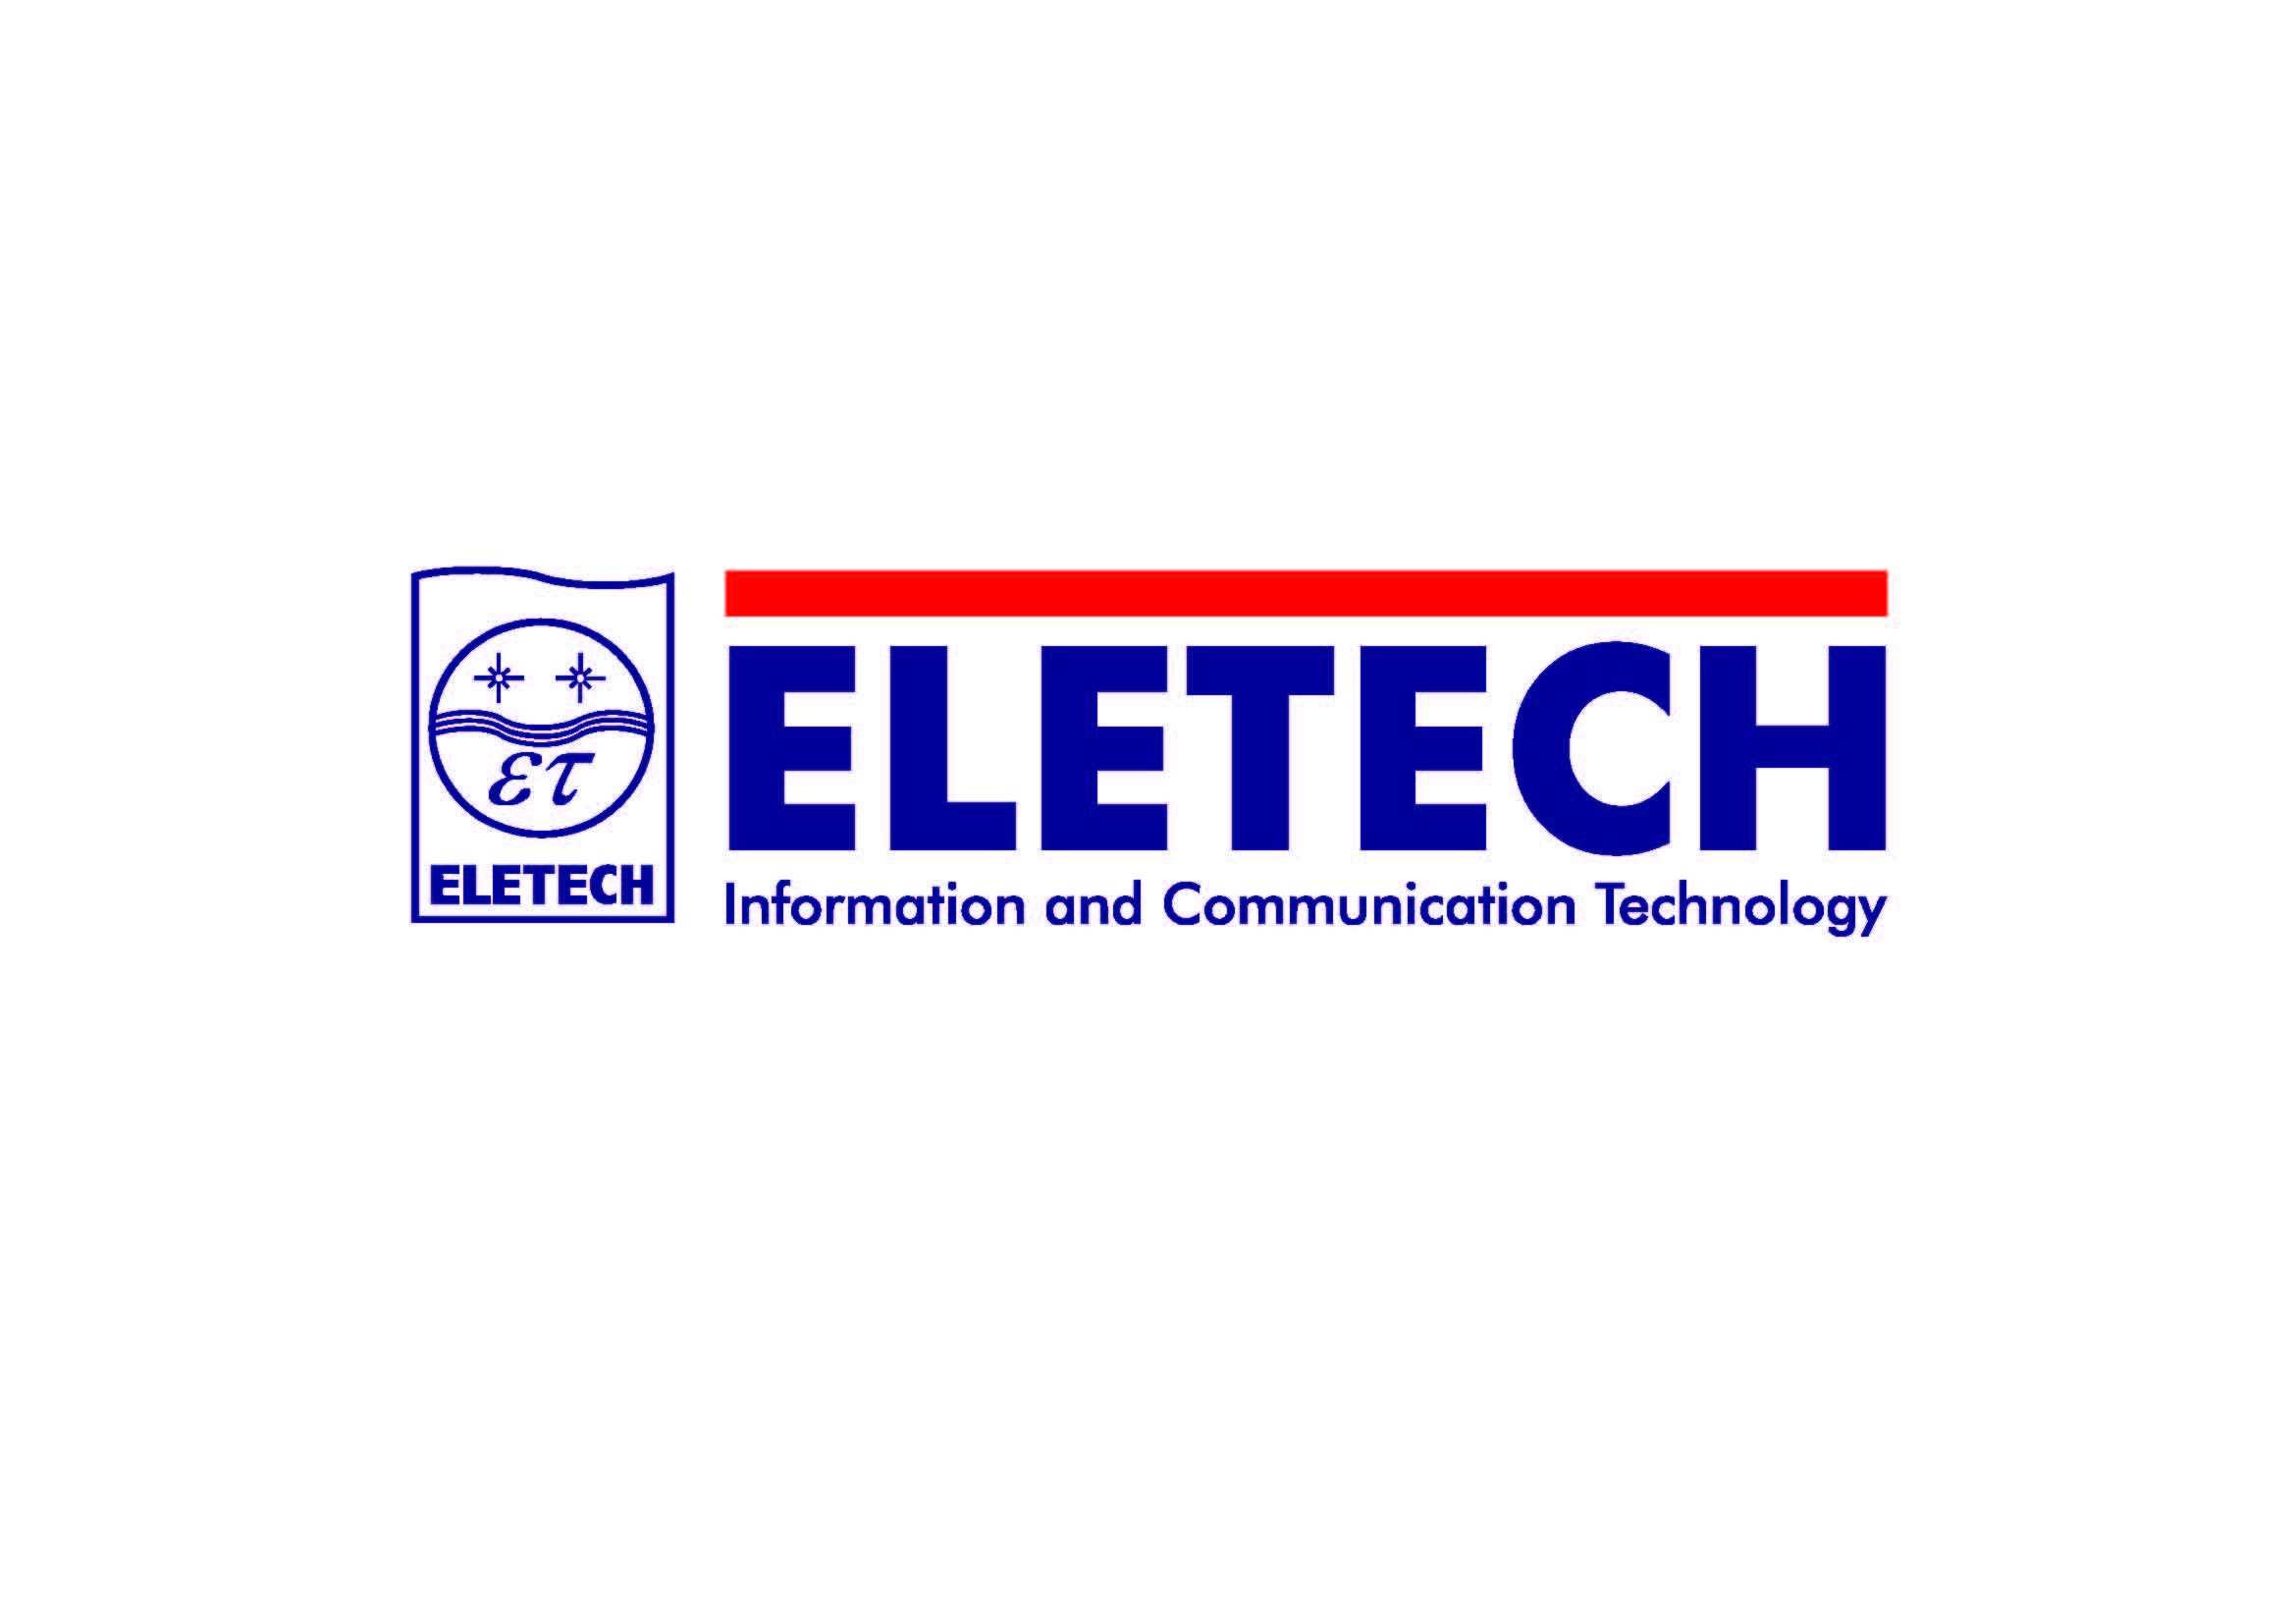 ετ
ELETECH
ELETECH
Information and Communication Technology